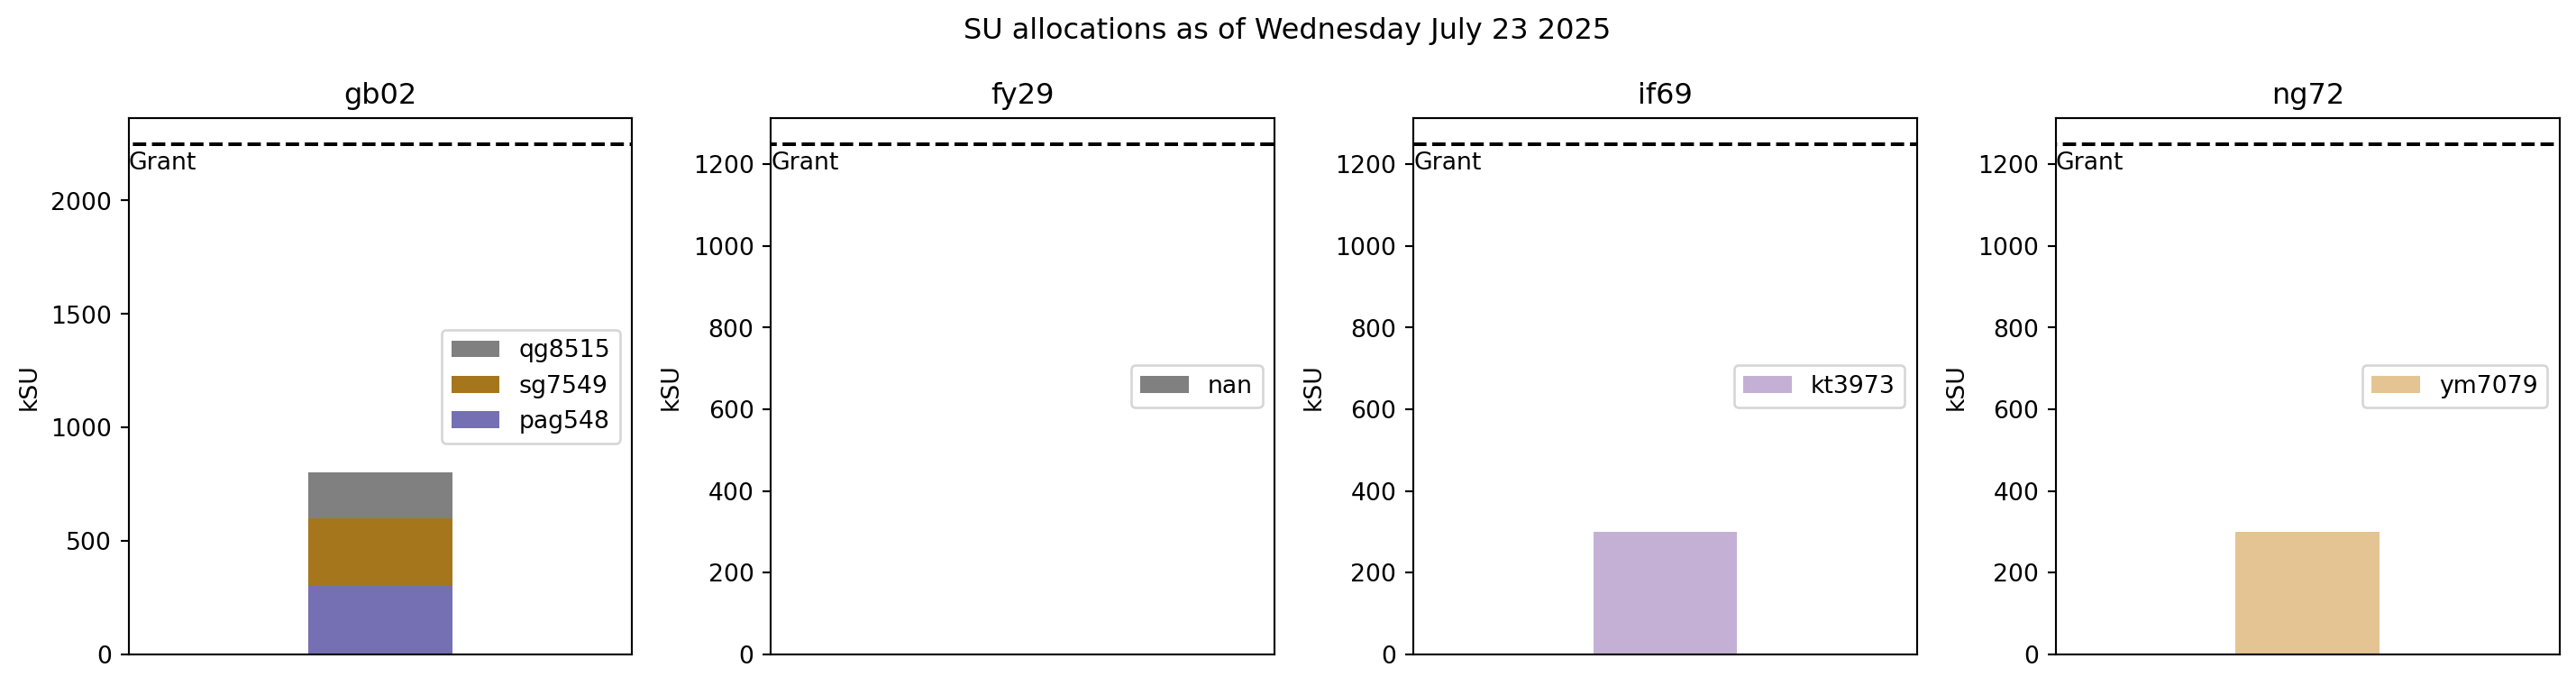 SU allocations as of Wednesday July 23 2025
gb02
kSU
2000
1500
1000
500
0
Grant
qg8515
sg7549
pag548
fy29
kSU
1200
1000
800
600
400
200
0
Grant
nan
if69
kSU
1200
1000
800
600
400
200
0
Grant
kt3973
ng72
kSU
1200
1000
800
600
400
200
0
Grant
ym7079